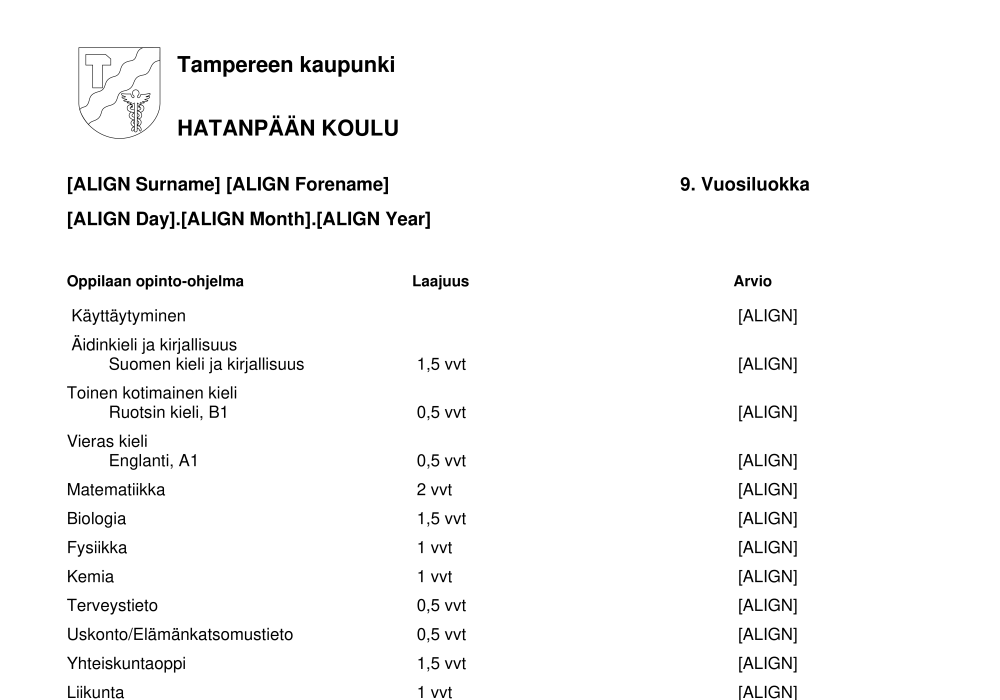 Tampereen kaupunki
HATANPÄÄN KOULU
[ALIGN Surname] [ALIGN Forename] 9. Vuosiluokka
[ALIGN Day].[ALIGN Month].[ALIGN Year]
Oppilaan opinto-ohjelma Laajuus Arvio
Käyttäytyminen [ALIGN]
Äidinkieli ja kirjallisuus
Suomen kieli ja kirjallisuus 1,5 vvt [ALIGN]
Toinen kotimainen kieli
Ruotsin kieli, B1 0,5 vvt [ALIGN]
Vieras kieli
Englanti, A1 0,5 vvt [ALIGN]
Matematiikka 2 vvt [ALIGN]
Biologia 1,5 vvt [ALIGN]
Fysiikka 1 vvt [ALIGN]
Kemia 1 vvt [ALIGN]
Terveystieto 0,5 vvt [ALIGN]
Uskonto/Elämänkatsomustieto 0,5 vvt [ALIGN]
Yhteiskuntaoppi 1,5 vvt [ALIGN]
Liikunta 1 vvt [ALIGN]